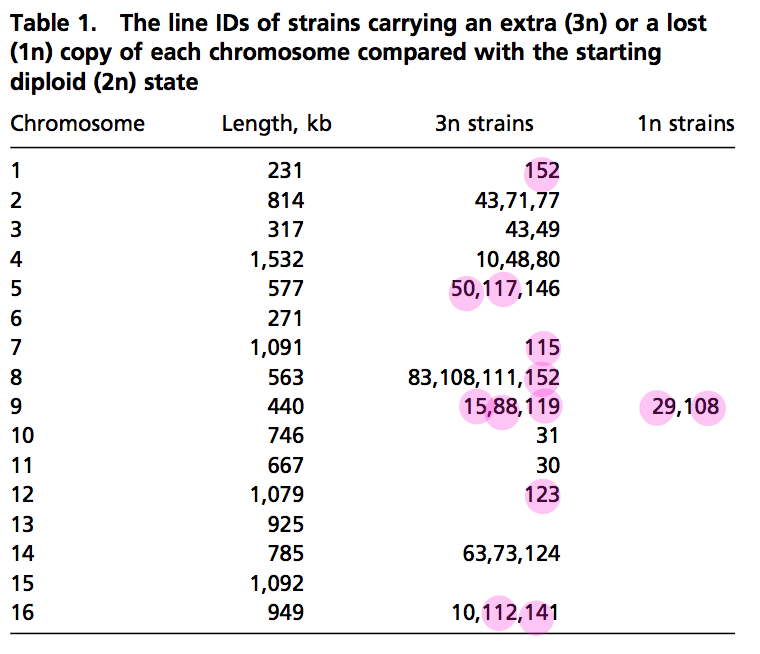 Table 1. The line IDs of strains carrying an extra (3n) or a lost
(1n) copy of each chromosome compared with the starting
diploid (2n) state
Chromosome Length, kb 3n strains 1n strains
1 231 152
2 814 43,71,77
3 317 43,49
4 1,532 10,48,80
5 577 50,117,146
6 271
7 1,091 115
8 563 83,108,111,152
9 440 15,88,119 29,108
10 746 31
11 667 30
12 1,079 123
13 925
14 785 63,73,124
15 1,092
16 949 10,112,141